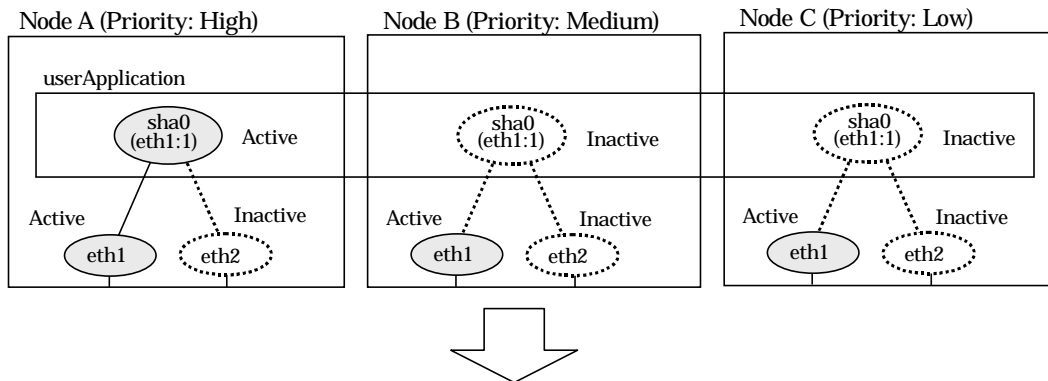 Node A (Priority: High)
Node B (Priority: Medium)
Node C (Priority: Low)
userApplication
sha0
(eth1:1)
Active
sha0
(eth1:1)
Inactive
sha0
(eth1:1)
Inactive
Active
Inactive
eth1
eth2
Active
Inactive
eth1
eth2
Active
Inactive
eth1
eth2